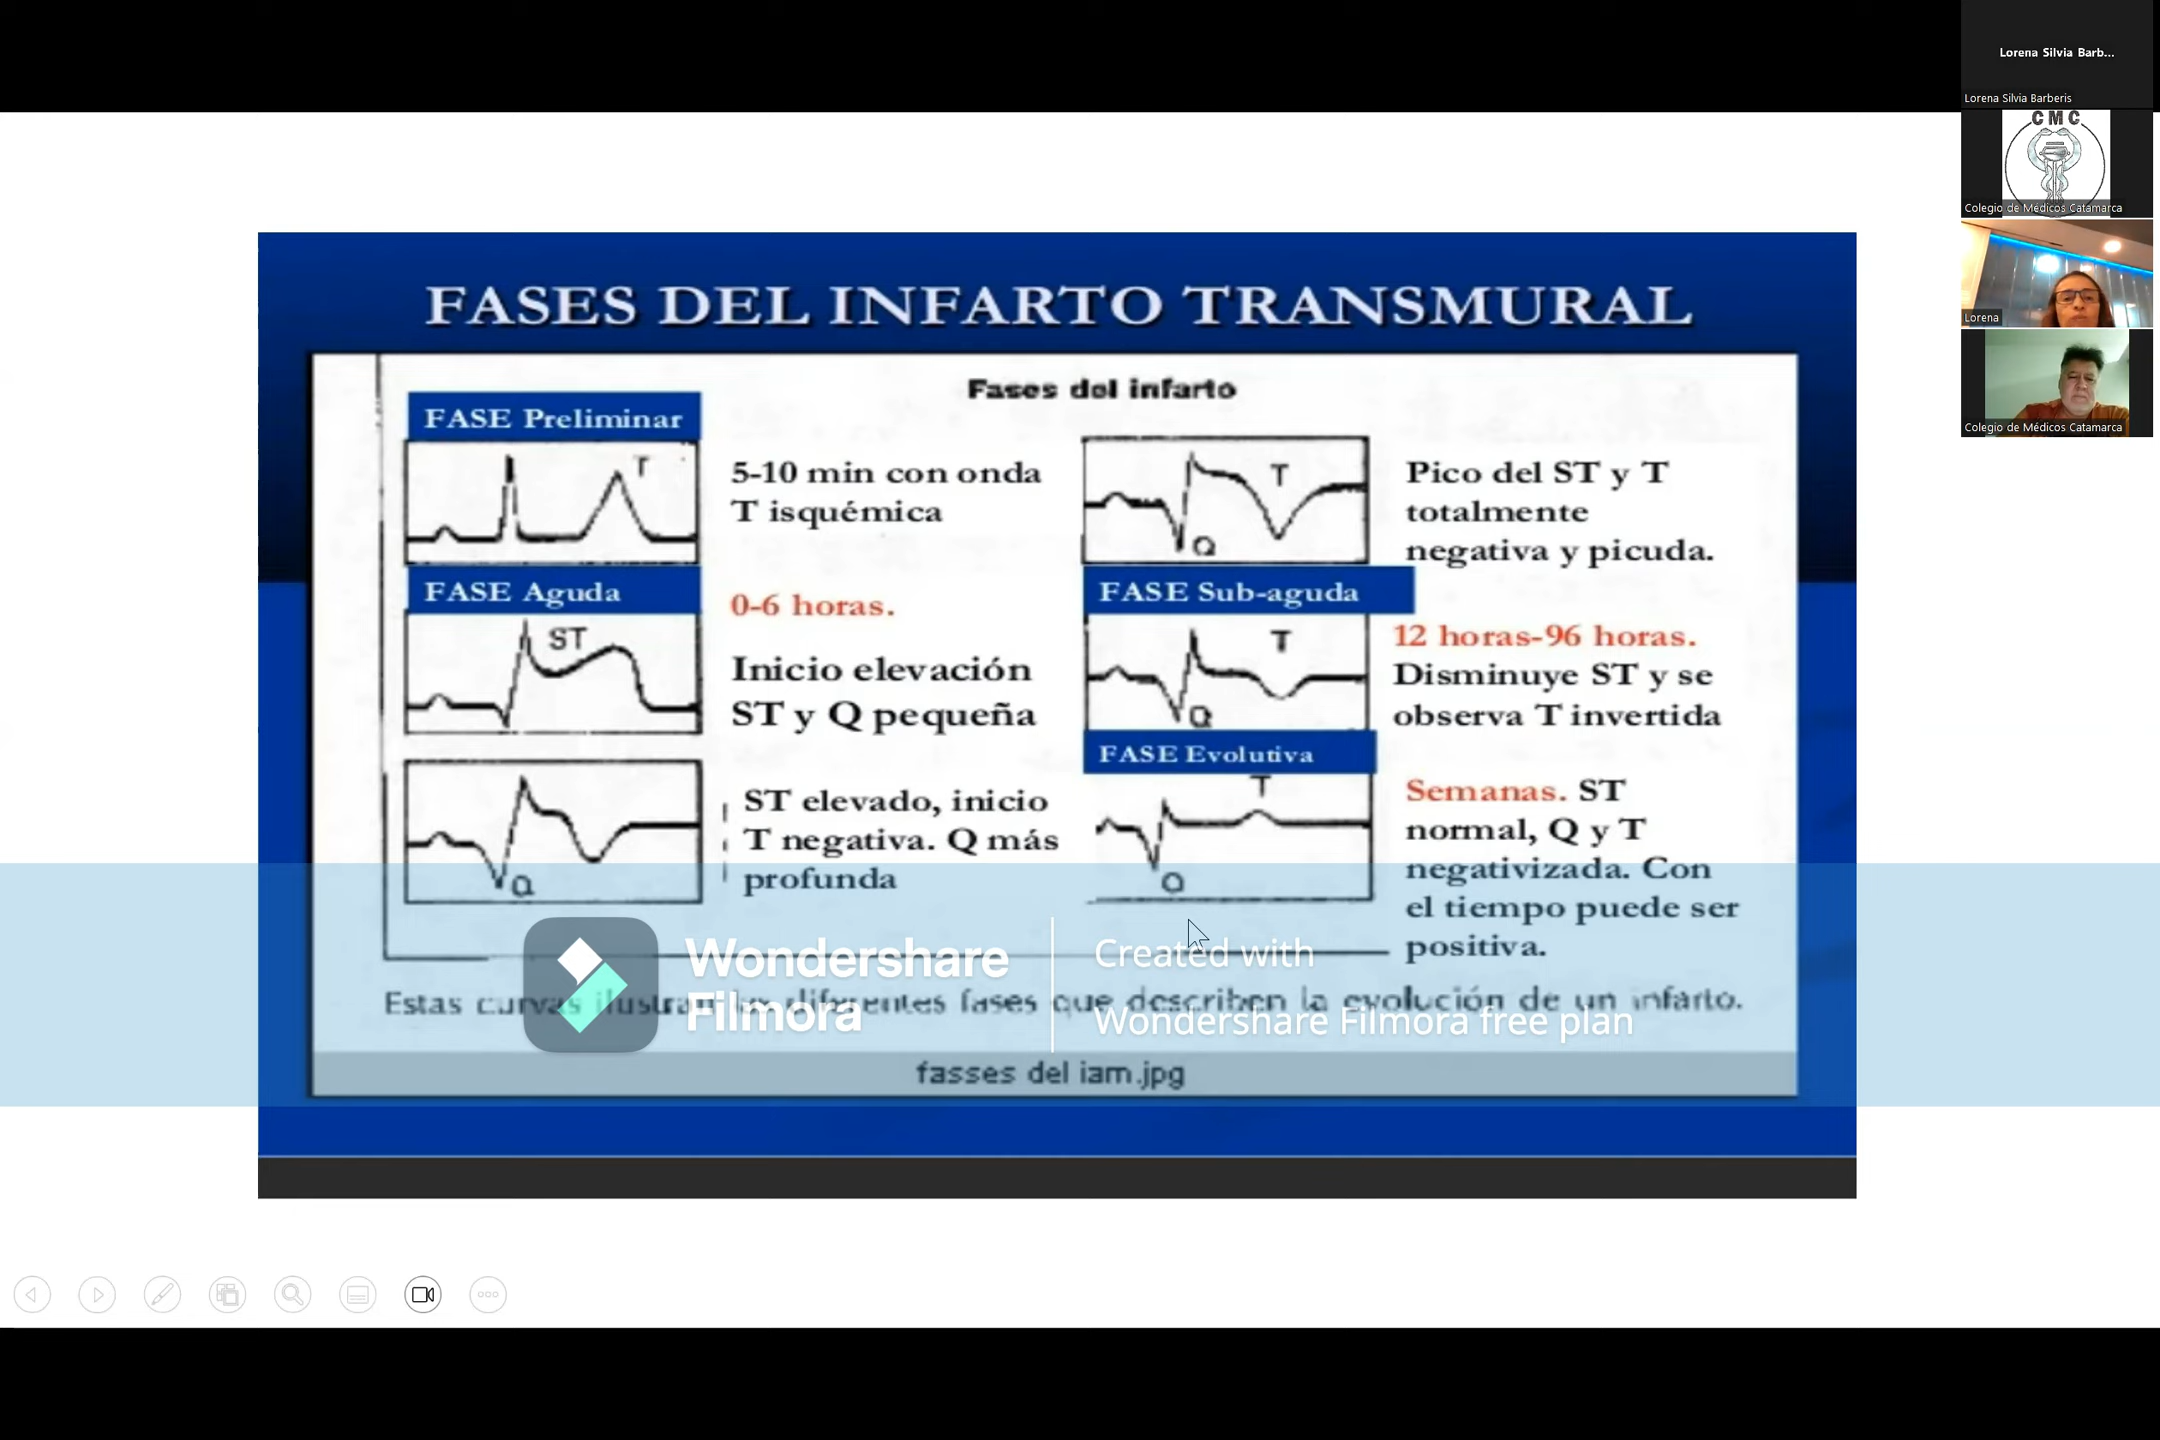 Lorena Silvia Barb...
Lorena Silvia Barberis
CMC
Colegio de Médicos Catamarca
Lorena
Colegio de Médicos Catamarca
FASES DEL INFARTO TRANSMURAL
Fases del infarto
FASE Preliminar
T
5-10 min con onda
T isquémica
FASE Aguda
ST
0-6 horas.
Inicio elevación
ST y Q pequeña
Q
ST elevado, inicio
T negativa. Q más
profunda
T
Q
Pico del ST y T
totalmente
negativa y picuda.
FASE Sub-aguda
T
Q
12 horas-96 horas.
Disminuye ST y se
observa T invertida
FASE Evolutiva
T
Q
Semanas. ST
normal, Q y T
negativizada. Con
el tiempo puede ser
positiva.
Wondershare
Filmora
Created with
Wondershare Filmora free plan
Estas curvas ilustran las diferentes fases que describen la evolución de un infarto.
fasses del iam.jpg